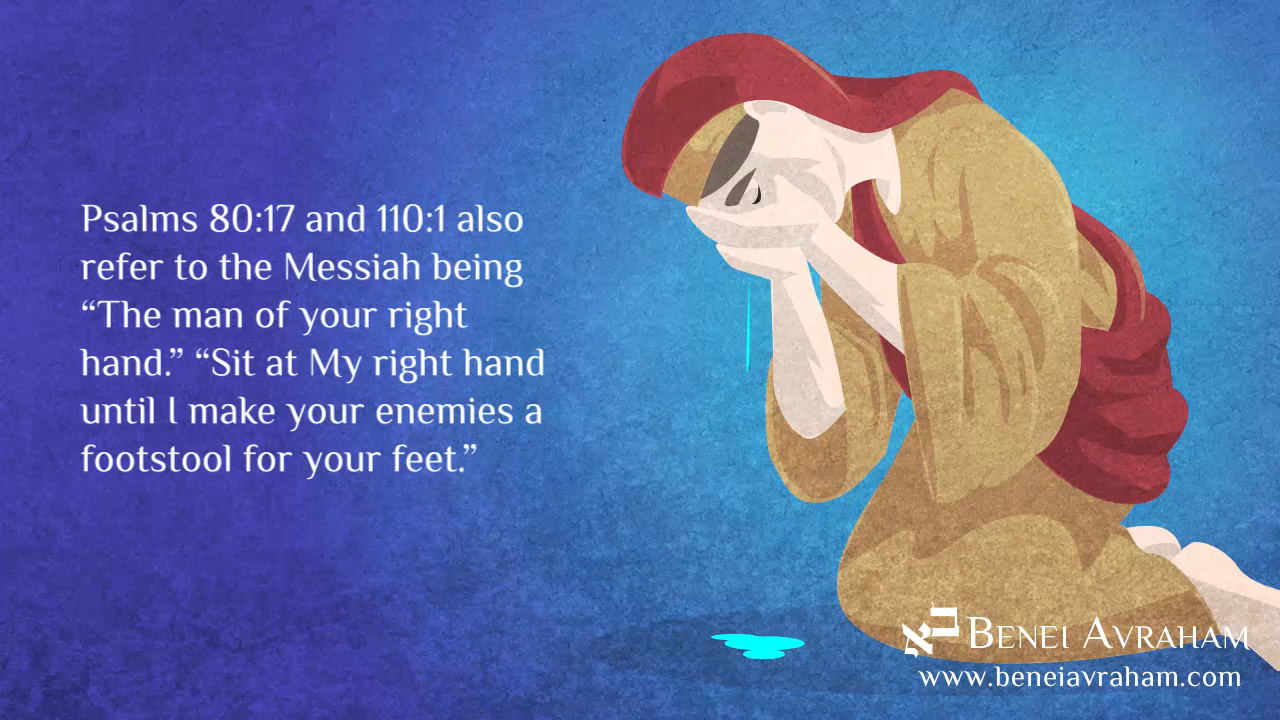 Psalms 80:17 and 110:1 also
refer to the Messiah being
“The man of your right
hand.” “Sit at My right hand
until I make your enemies a
footstool for your feet.”
אב Benei Avraham
www.beneiavraham.com